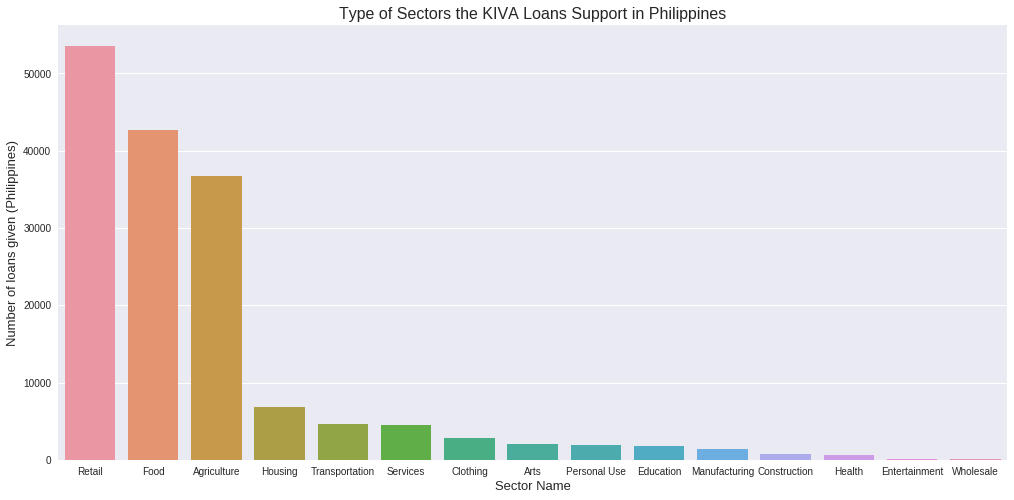 Type of Sectors the KIVA Loans Support in Philippines
Number of loans given (Philippines)
50000
40000
30000
20000
10000
0
Retail Food Agriculture Housing Transportation Services Clothing Arts Personal Use Education Manufacturing Construction Health Entertainment Wholesale
Sector Name